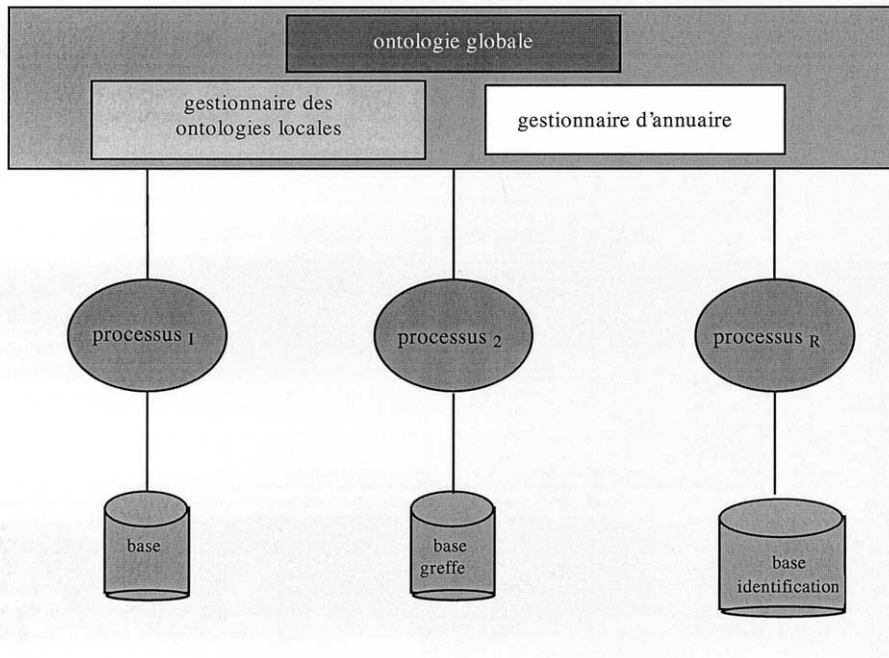 ontologie globale
gestionnaire des
ontologies locales
gestionnaire d'annuaire
processus 1
processus 2
processus R
base
base
greffe
base
identification